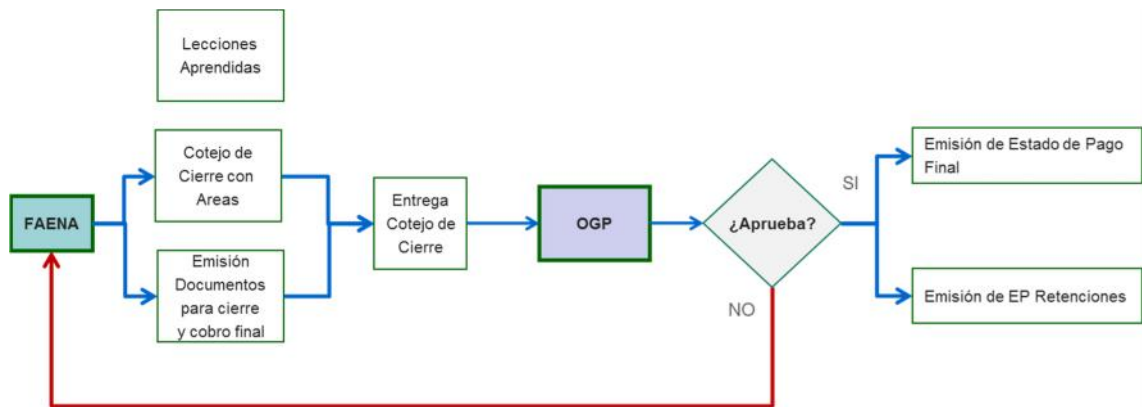 Lecciones
Aprendidas
FAENA
Cotejo de
Cierre con
Areas
Emisión
Documentos
para cierre
y cobro final
Entrega
Cotejo de
Cierre
OGP
¿Aprueba?
SI
NO
Emisión de Estado de Pago
Final
Emisión de EP Retenciones